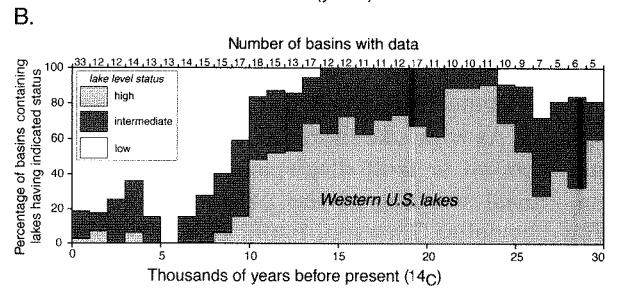 B.
Number of basins with data
33 12 12 14 13 13 14 15 15 17 18 15 13 17 12 12 11 11 12 17 11 10 10 11 10 9 7 5 6 5
Percentage of basins containing
lakes having indicated status
100
80
60
40
20
0
lake level status
high
intermediate
low
Western U.S. lakes
0 5 10 15 20 25 30
Thousands of years before present (14C)